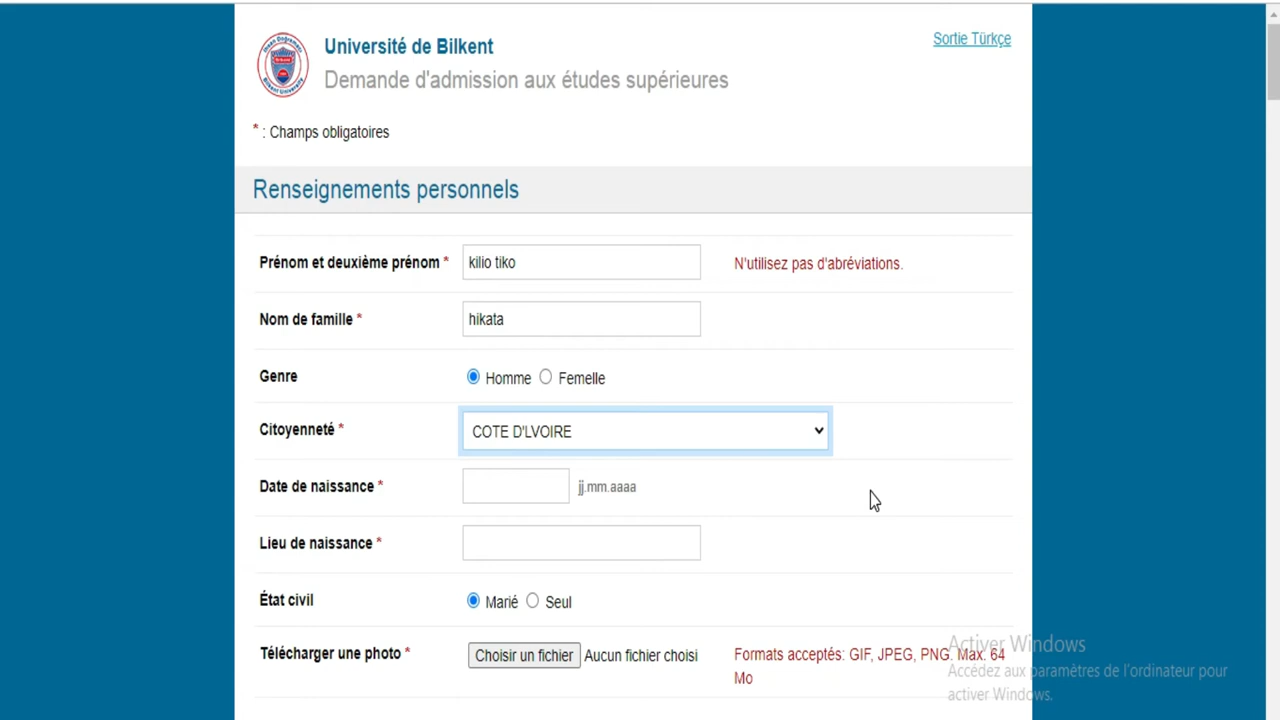 Université de Bilkent
Sortie Türkçe
Demande d'admission aux études supérieures
* : Champs obligatoires
Renseignements personnels
Prénom et deuxième prénom * kilio tiko N'utilisez pas d'abréviations.
Nom de famille * hikata
Genre Homme Femelle
Citoyenneté * COTE D'LVOIRE
Date de naissance * jj.mm.aaaa
Lieu de naissance *
État civil Marié Seul
Télécharger une photo * Choisir un fichier Aucun fichier choisi Formats acceptés: GIF, JPEG, PNG. Max. 64
Mo
Activer Windows
Accédez aux paramètres de l'ordinateur pour
activer Windows.